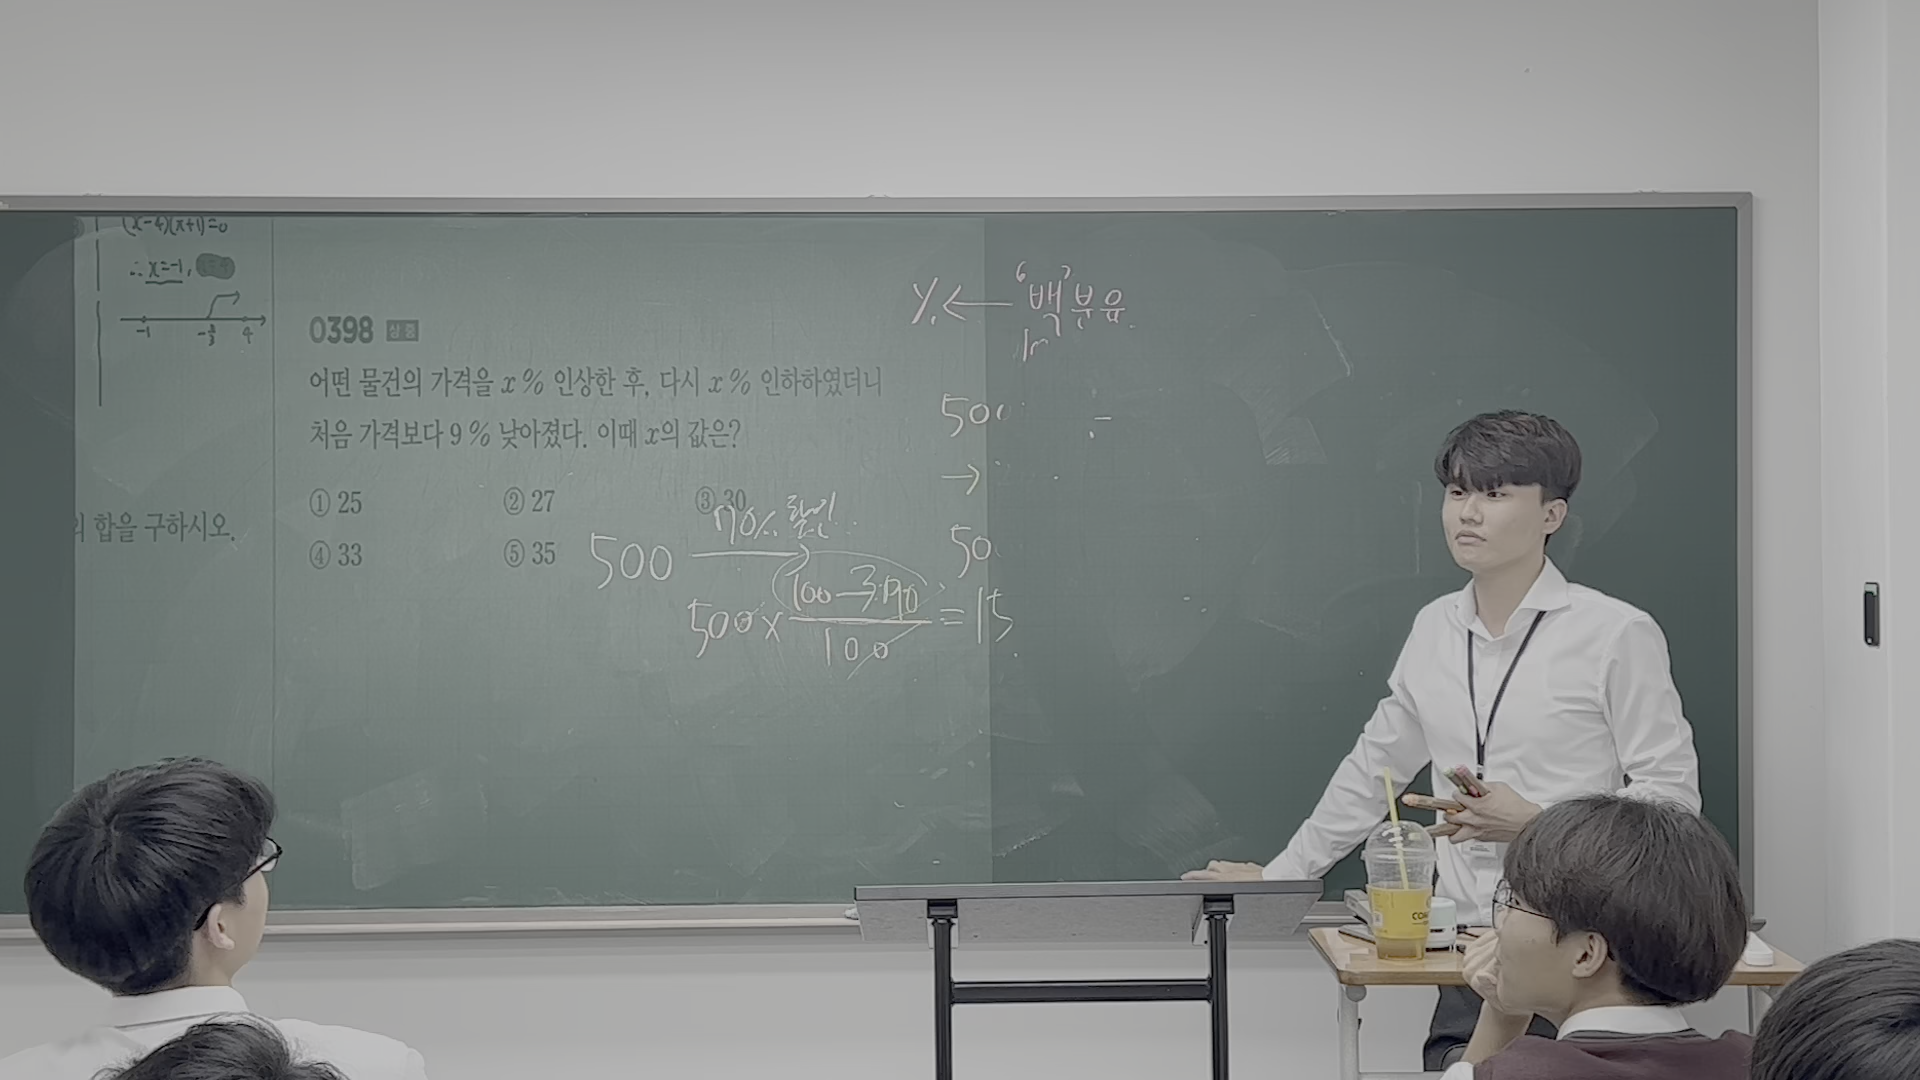 (x-4)(x+1)=0
∴ x=-1,
-1
4
의 합을 구하시오.
0398 상 중
어떤 물건의 가격을 x % 인상한 후, 다시 x % 인하하였더니
처음 가격보다 9 % 낮아졌다. 이때 x의 값은?
① 25 ② 27 ③ 30
④ 33 ⑤ 35
500 → 할인
500×
100
=15
% ← '백'분율
500
→
50